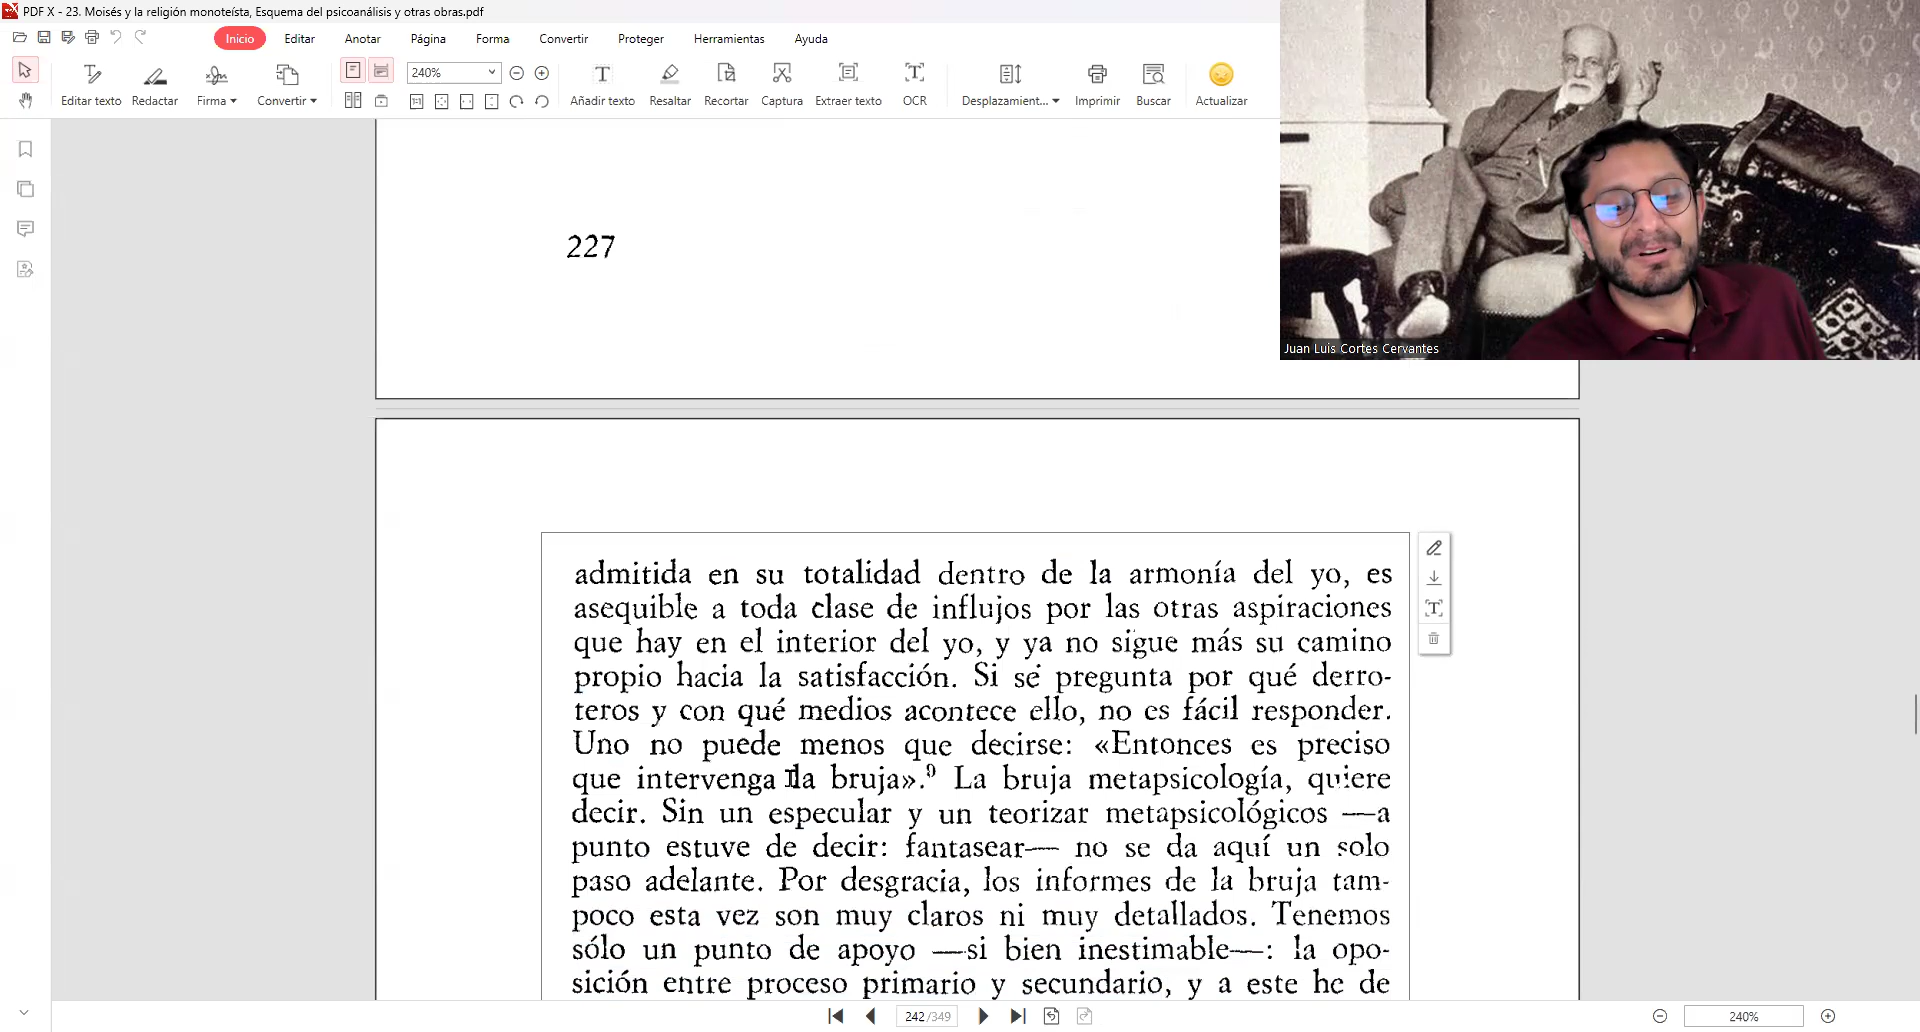 PDF X - 23. Moisés y la religión monoteísta, Esquema del psicoanálisis y otras obras.pdf
Inicio Editar Anotar Página Forma Convertir Proteger Herramientas Ayuda
240%
Editar texto Redactar Firma Convertir Añadir texto Resaltar Recortar Captura Extraer texto OCR Desplazamient... Imprimir Buscar Actualizar
Juan Luis Cortes Cervantes
227
admitida en su totalidad dentro de la armonía del yo, es
asequible a toda clase de influjos por las otras aspiraciones
que hay en el interior del yo, y ya no sigue más su camino
propio hacia la satisfacción. Si se pregunta por qué derro-
teros y con qué medios acontece ello, no es fácil responder.
Uno no puede menos que decirse: «Entonces es preciso
que intervenga la bruja».⁹ La bruja metapsicología, quiere
decir. Sin un especular y un teorizar metapsicológicos —a
punto estuve de decir: fantasear— no se da aquí un solo
paso adelante. Por desgracia, los informes de la bruja tam-
poco esta vez son muy claros ni muy detallados. Tenemos
sólo un punto de apoyo —si bien inestimable—: la opo-
sición entre proceso primario y secundario, y a este he de
242 /349
240%